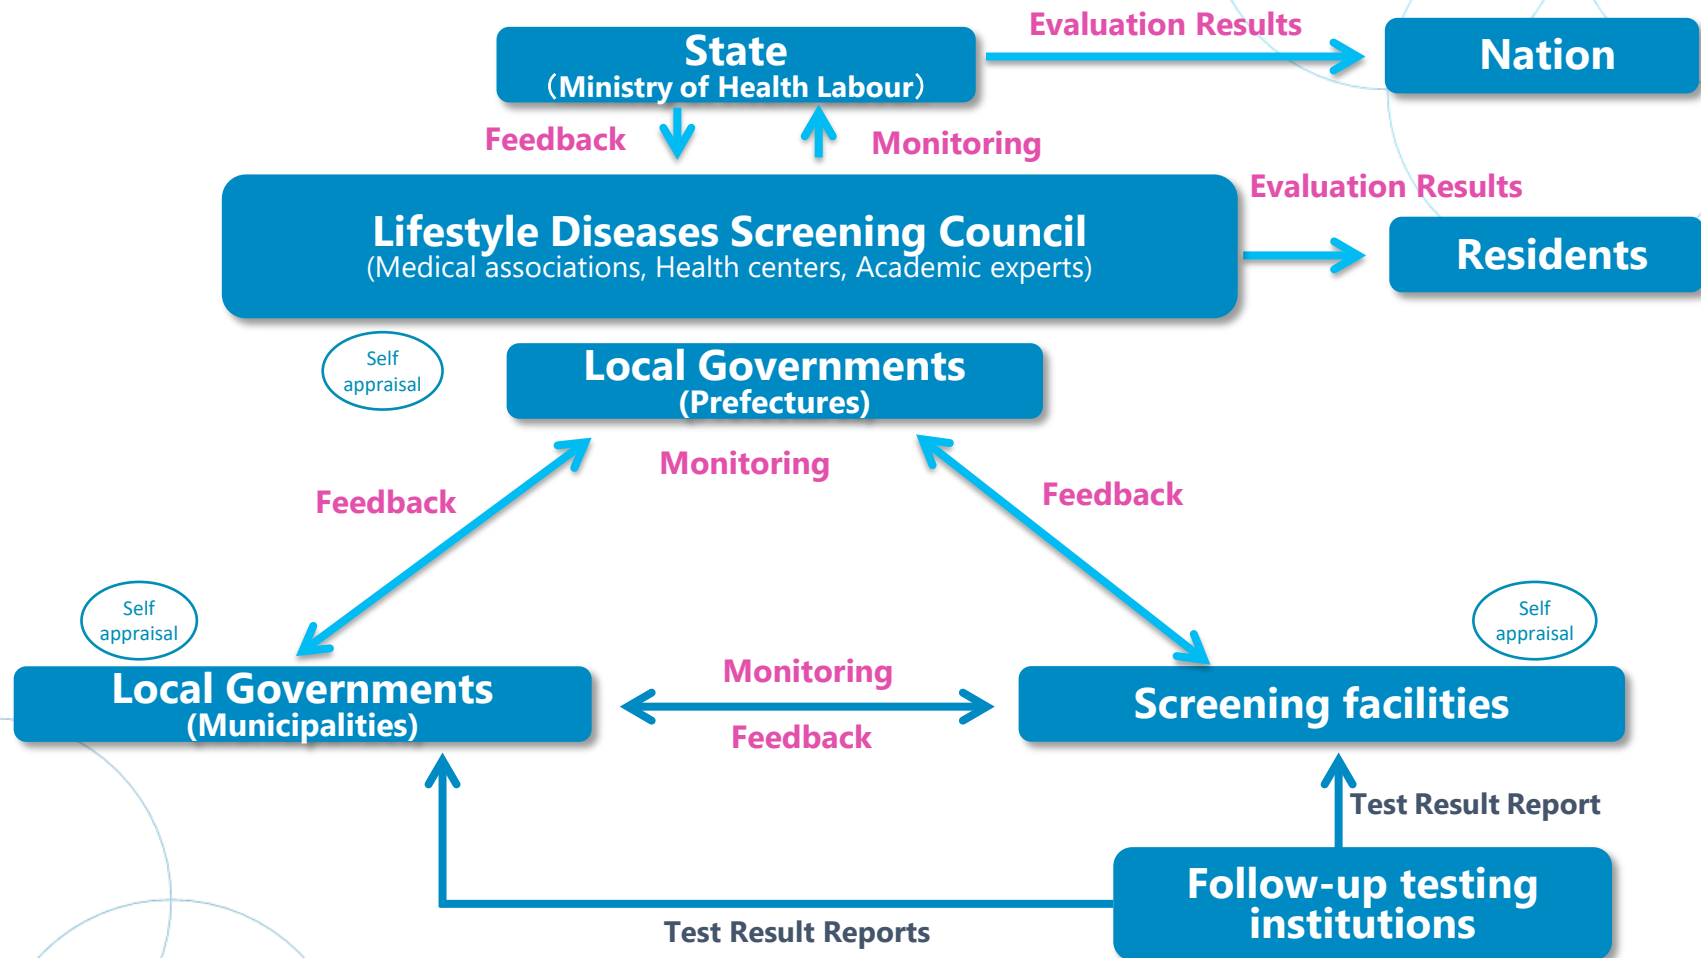 Evaluation Results
State
（Ministry of Health Labour）
Nation
Feedback
Monitoring
Evaluation Results
Lifestyle Diseases Screening Council
(Medical associations, Health centers, Academic experts)
Residents
Self
appraisal
Local Governments
(Prefectures)
Monitoring
Feedback
Feedback
Self
appraisal
Self
appraisal
Local Governments
(Municipalities)
Monitoring
Feedback
Screening facilities
Test Result Report
Follow-up testing
institutions
Test Result Reports